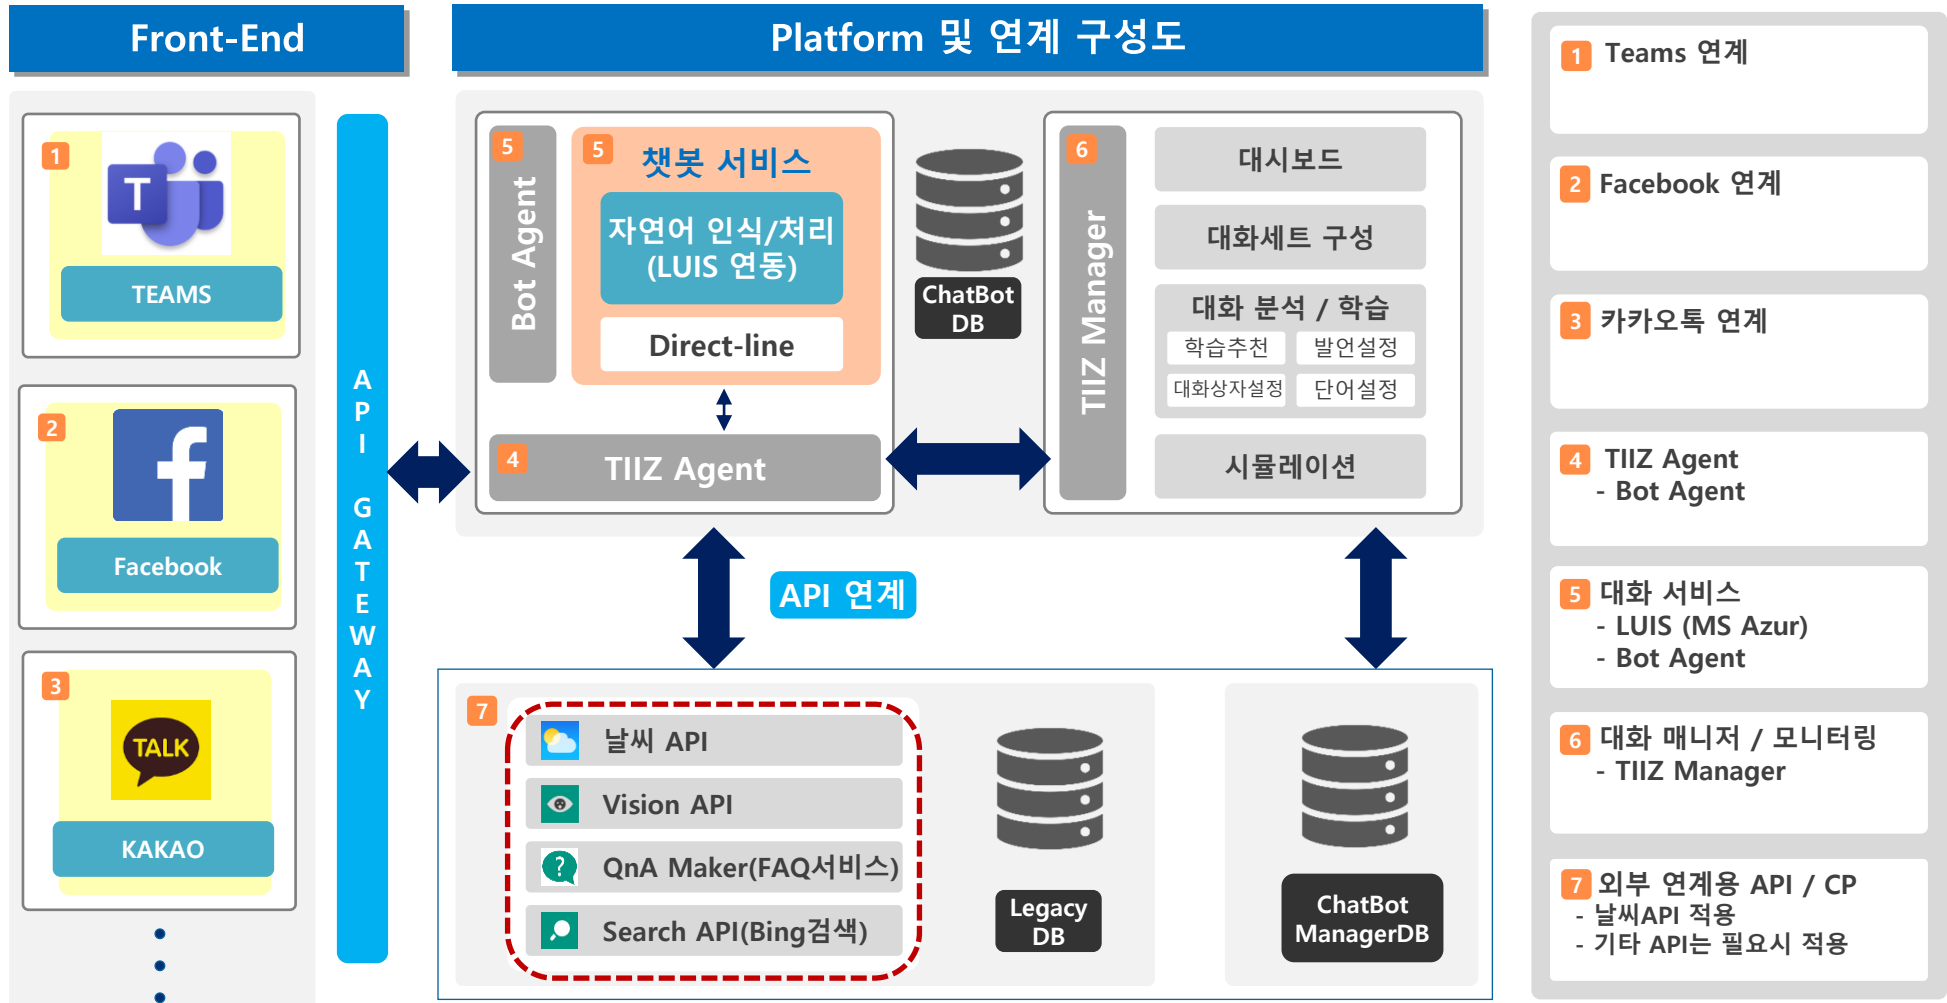 Front-End
1
T
TEAMS
2
f
Facebook
3
TALK
KAKAO
API GATEWAY
Platform 및 연계 구성도
5
Bot Agent
5
챗봇 서비스
자연어 인식/처리
(LUIS 연동)
Direct-line
4
TIIZ Agent
ChatBot
DB
6
TIIZ Manager
대시보드
대화세트 구성
대화 분석 / 학습
학습추천
발언설정
대화상자설정
단어설정
시뮬레이션
API 연계
7
날씨 API
Vision API
? QnA Maker(FAQ서비스)
Search API(Bing검색)
Legacy
DB
ChatBot
ManagerDB
1 Teams 연계
2 Facebook 연계
3 카카오톡 연계
4 TIIZ Agent
- Bot Agent
5 대화 서비스
- LUIS (MS Azur)
- Bot Agent
6 대화 매니저 / 모니터링
- TIIZ Manager
7 외부 연계용 API / CP
- 날씨API 적용
- 기타 API는 필요시 적용